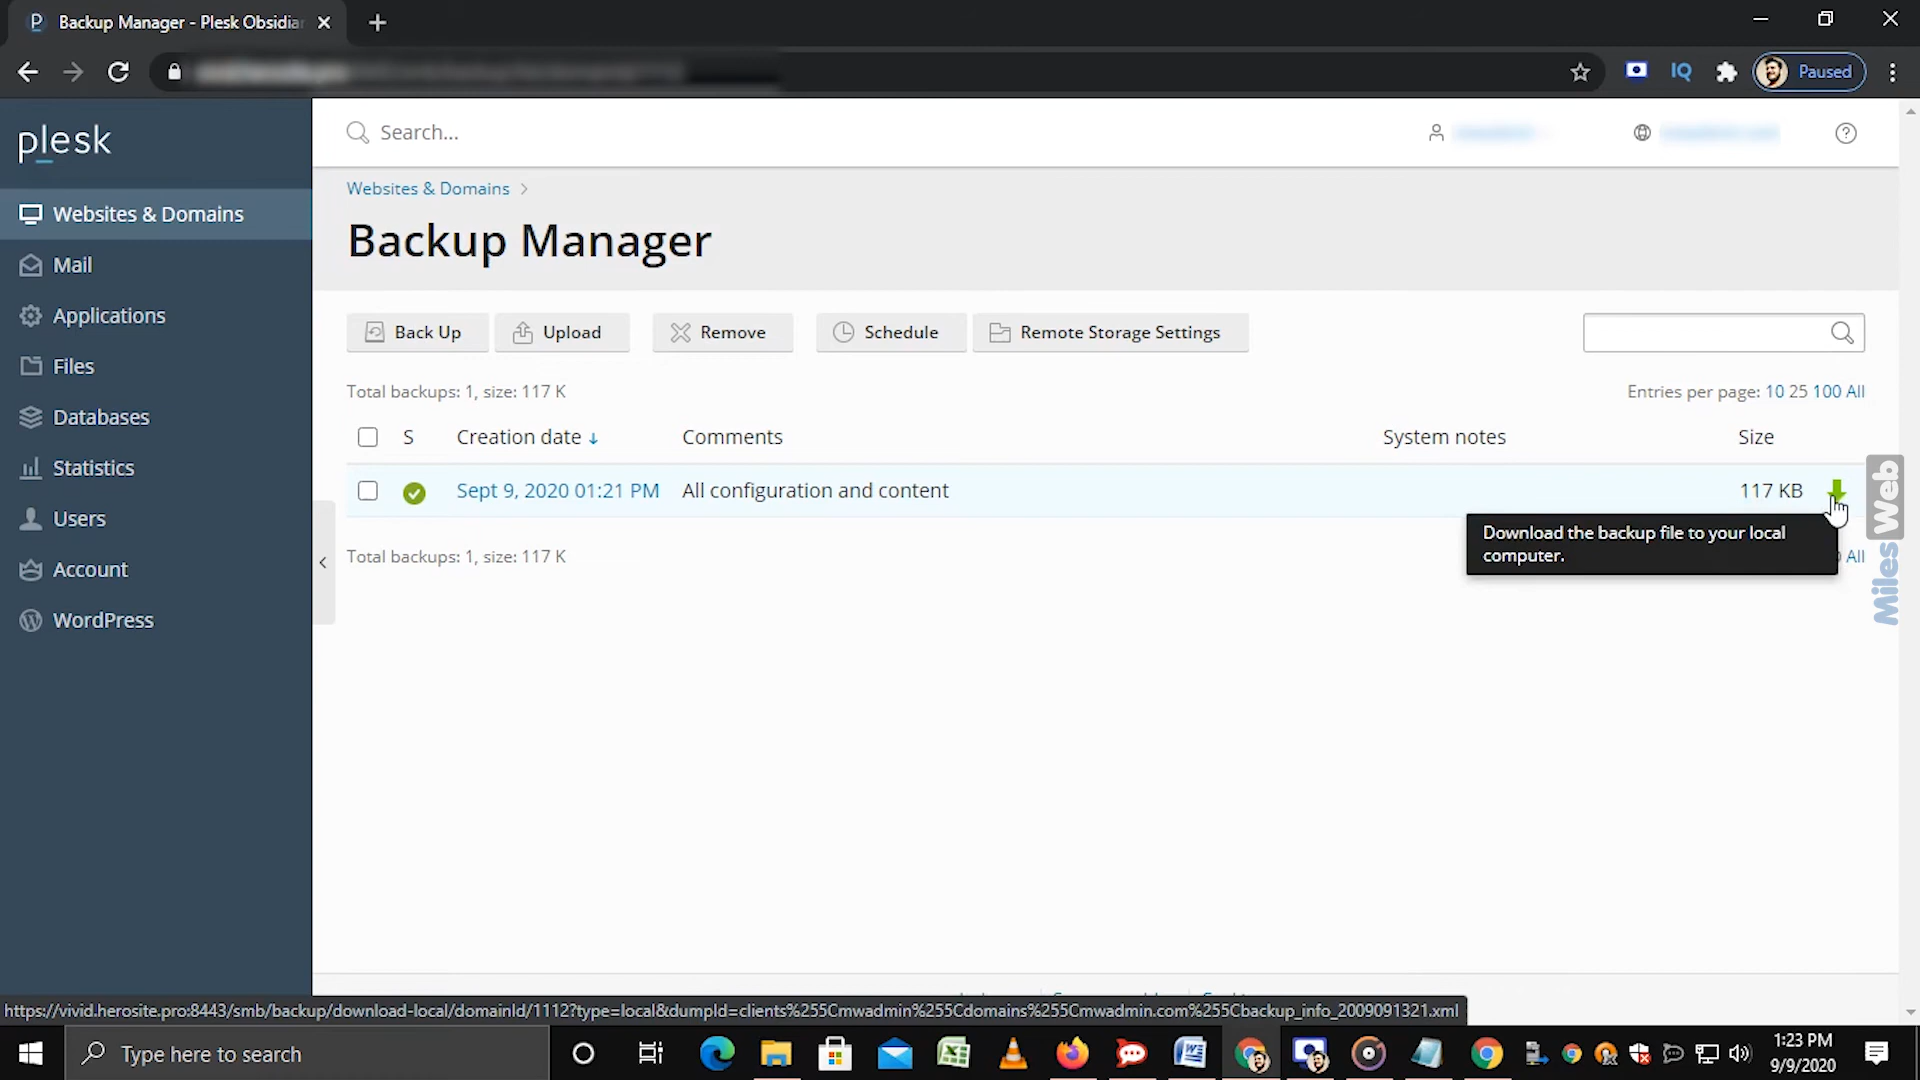 Backup Manager - Plesk Obsidian
IQ
Paused
plesk
Search...
Websites & Domains
Mail
Applications
Files
Databases
Statistics
Users
Account
WordPress
Websites & Domains >
Backup Manager
Back Up
Upload
Remove
Schedule
Remote Storage Settings
Total backups: 1, size: 117 K
Entries per page: 10 25 100 All
S
Creation date
Comments
System notes
Size
Sept 9, 2020 01:21 PM
All configuration and content
117 KB
Download the backup file to your local
computer.
Total backups: 1, size: 117 K
All
MilesWeb
https://vivid.herosite.pro:8443/smb/backup/download-local/domainId/1112?type=local&dumpId=clients%255Cmwadmin%255Cdomains%255Cmwadmin.com%255Cbackup_info_2009091321.xml
Type here to search
1:23 PM
9/9/2020